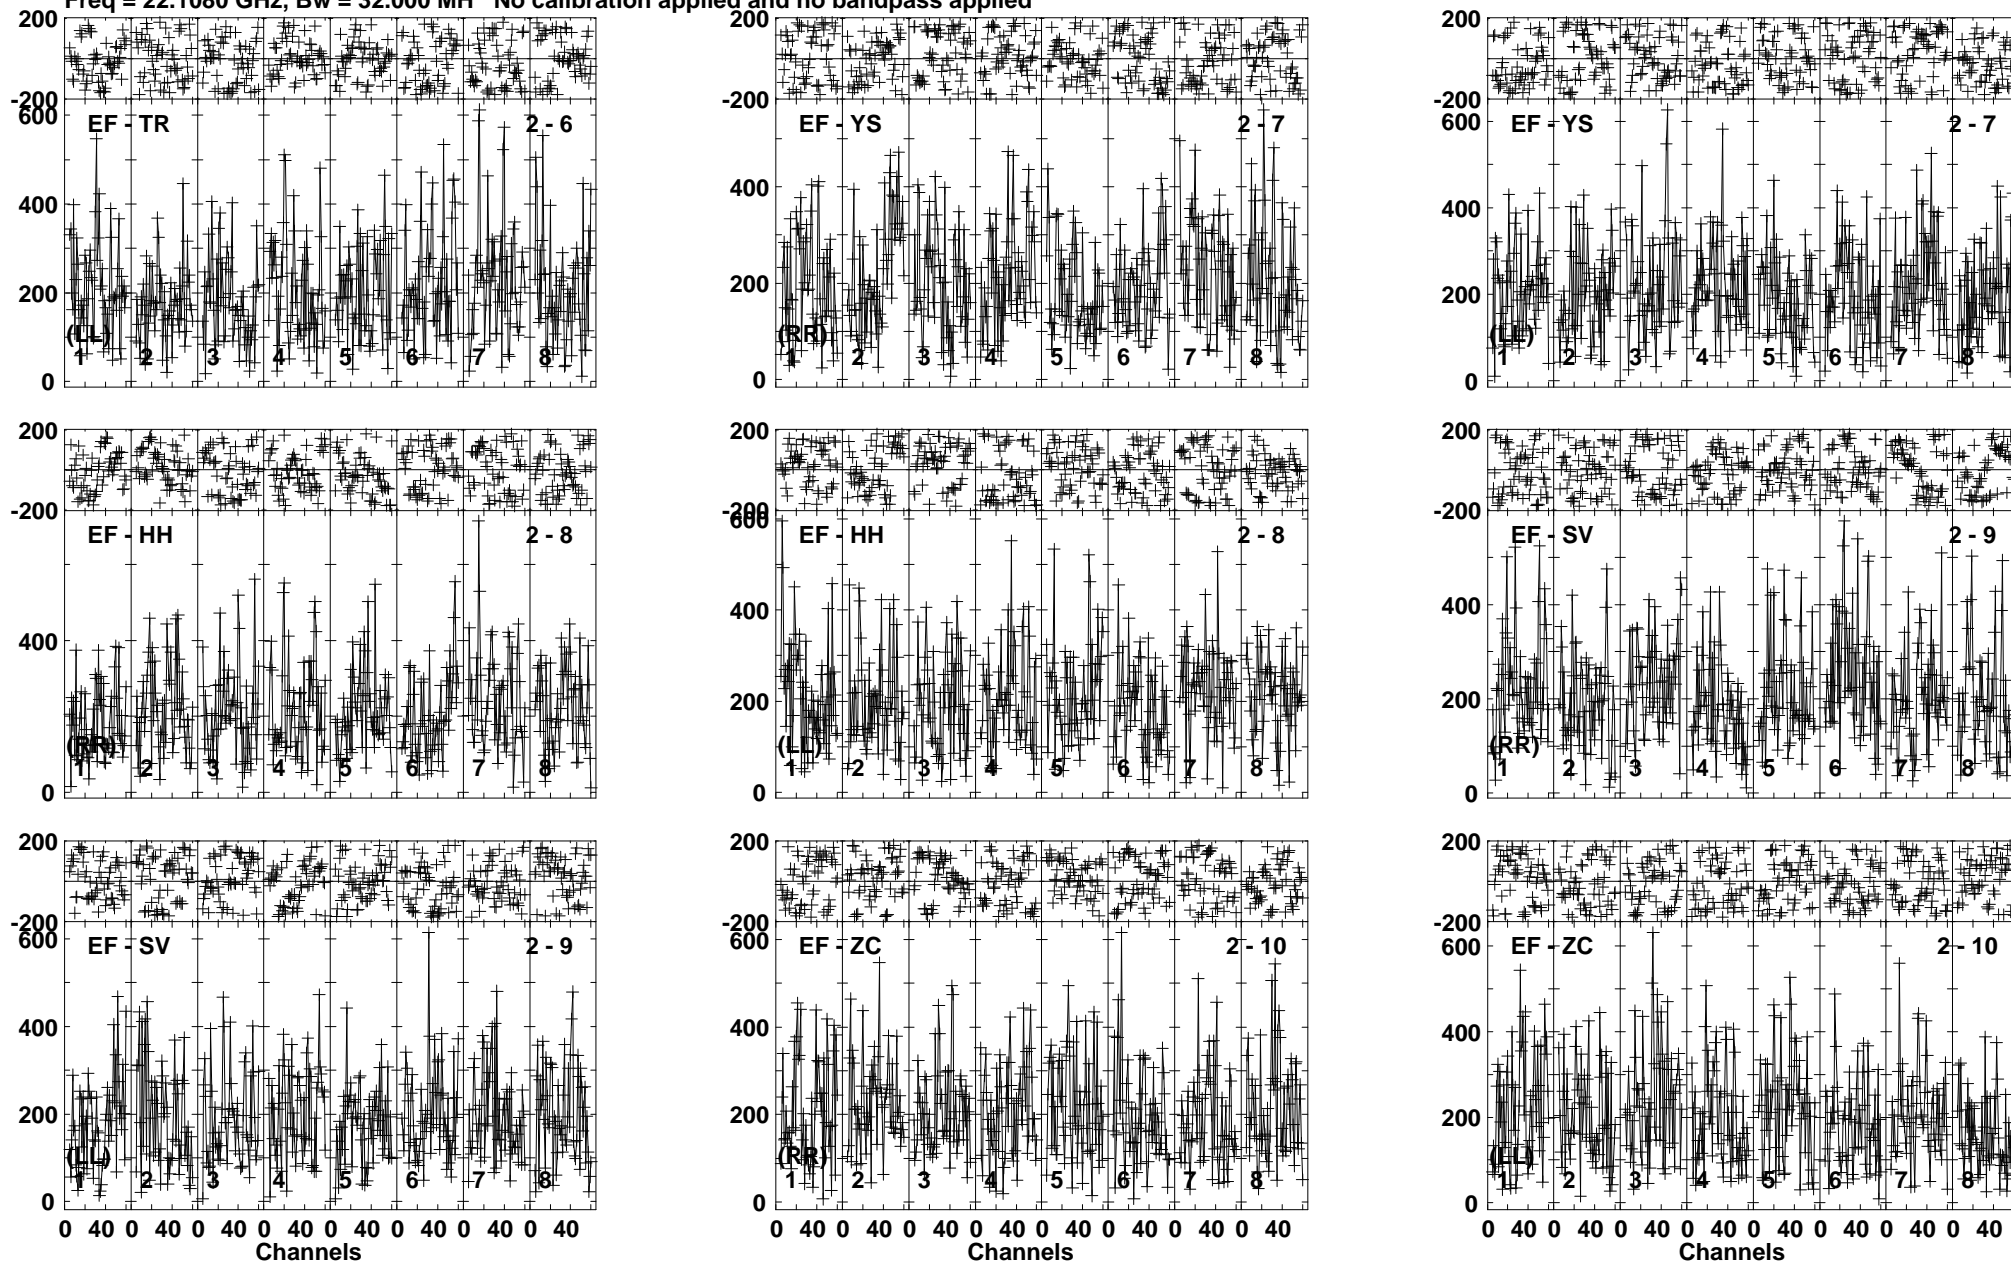 Freq = 22.1080 GHz, Bw = 32.000 MH No calibration applied and no bandpass applied
200 200 200
-200 -200 -200
600 EF - TR 2 - 6 EF - YS 2 - 7 600 EF - YS 2 - 7
400 400 400
200 200 200
(LL) (RR) (LL)
1 2 3 4 5 6 7 8 1 2 3 4 5 6 7 8 1 2 3 4 5 6 7 8
0 0 0
200 200 200
-200 -200 -200
EF - HH 2 - 8 600 EF - HH 2 - 8 EF - SV 2 - 9
400 400 400
200 200
(RR) (LL) (RR)
1 2 3 4 5 6 7 8 1 2 3 4 5 6 7 8 1 2 3 4 5 6 7 8
0 0 0
200 200 200
-200 -200 -200
600 EF - SV 2 - 9 600 EF - ZC 2 - 10 600 EF - ZC 2 - 10
400 400 400
200 200 200
(LL) (RR) (LL)
1 2 3 4 5 6 7 8 1 2 3 4 5 6 7 8 1 2 3 4 5 6 7 8
0 0 0
0 40 0 40 0 40 0 40 0 40 0 40 0 40 0 40 0 40 0 40 0 40 0 40 0 40 0 40 0 40 0 40 0 40 0 40 0 40 0 40 0 40 0 40 0 40 0 40
Channels Channels Channels